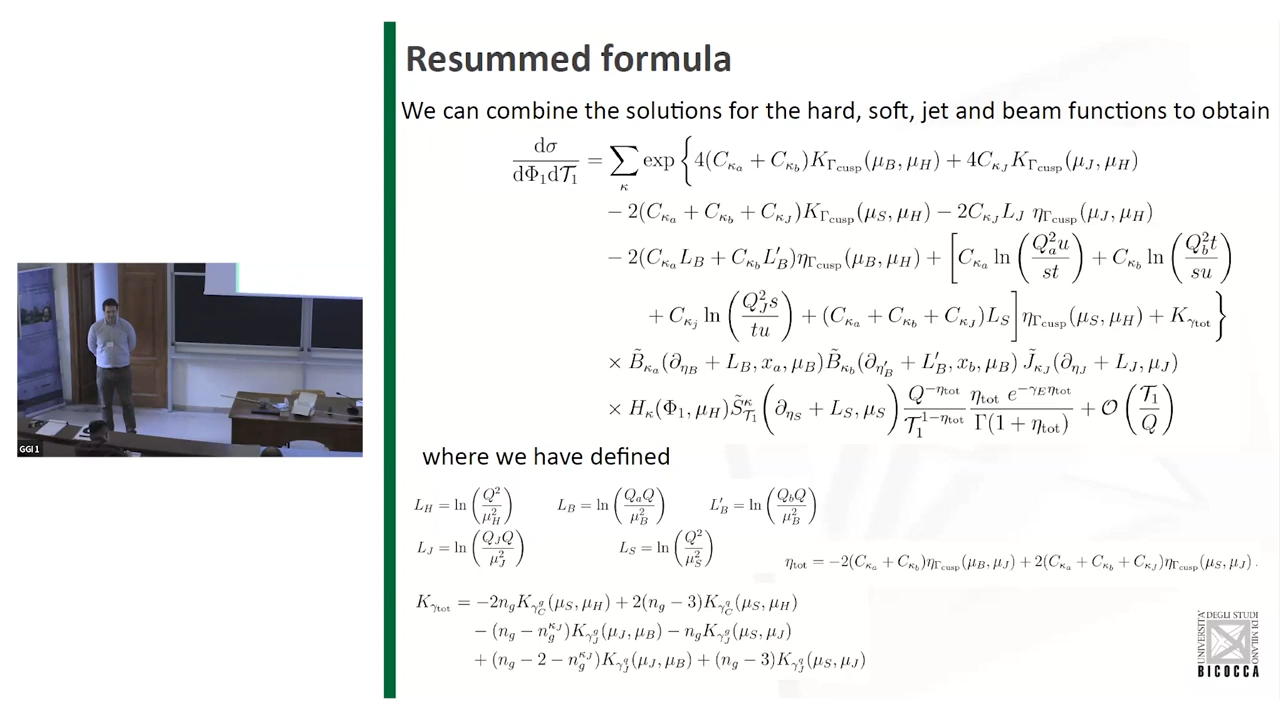 Resummed formula
We can combine the solutions for the hard, soft, jet and beam functions to obtain
dσ/dΦ₁d𝒯₁ = ∑_κ exp { 4(C_{κ_a} + C_{κ_b})K_{Γ_cusp}(μ_B, μ_H) + 4C_{κ_J}K_{Γ_cusp}(μ_J, μ_H)
− 2(C_{κ_a} + C_{κ_b} + C_{κ_J})K_{Γ_cusp}(μ_S, μ_H) − 2C_{κ_J}L_J η_{Γ_cusp}(μ_J, μ_H)
− 2(C_{κ_a}L_B + C_{κ_b}L′_B)η_{Γ_cusp}(μ_B, μ_H) + [ C_{κ_a} ln (Q_a²u/st) + C_{κ_b} ln (Q_b²t/su)
+ C_{κ_j} ln (Q_J²s/tu) + (C_{κ_a} + C_{κ_b} + C_{κ_J})L_S ] η_{Γ_cusp}(μ_S, μ_H) + K_{γ_tot} }
× B̃_{κ_a}(∂_{η_B} + L_B, x_a, μ_B)B̃_{κ_b}(∂_{η′_B} + L′_B, x_b, μ_B) J̃_{κ_J}(∂_{η_J} + L_J, μ_J)
× H_κ(Φ₁, μ_H)S̃^κ_{𝒯₁}(∂_{η_S} + L_S, μ_S) Q^{−η_tot}/𝒯₁^{1−η_tot} η_tot e^{−γ_E η_tot}/Γ(1 + η_tot) + 𝒪(𝒯₁/Q)
where we have defined
L_H = ln (Q²/μ_H²) L_B = ln (Q_aQ/μ_B²) L′_B = ln (Q_bQ/μ_B²)
L_J = ln (Q_JQ/μ_J²) L_S = ln (Q²/μ_S²)
η_tot = −2(C_{κ_a} + C_{κ_b})η_{Γ_cusp}(μ_B, μ_J) + 2(C_{κ_a} + C_{κ_b} + C_{κ_J})η_{Γ_cusp}(μ_S, μ_J) .
K_{γ_tot} = −2n_g K_{γ_C^g}(μ_S, μ_H) + 2(n_g − 3)K_{γ_C^q}(μ_S, μ_H)
− (n_g − n_g^{κ_J})K_{γ_J^g}(μ_J, μ_B) − n_g K_{γ_J^g}(μ_S, μ_J)
+ (n_g − 2 − n_g^{κ_J})K_{γ_J^q}(μ_J, μ_B) + (n_g − 3)K_{γ_J^q}(μ_S, μ_J)
GGI 1
UNIVERSITÀ
DEGLI STUDI
DI MILANO
BICOCCA